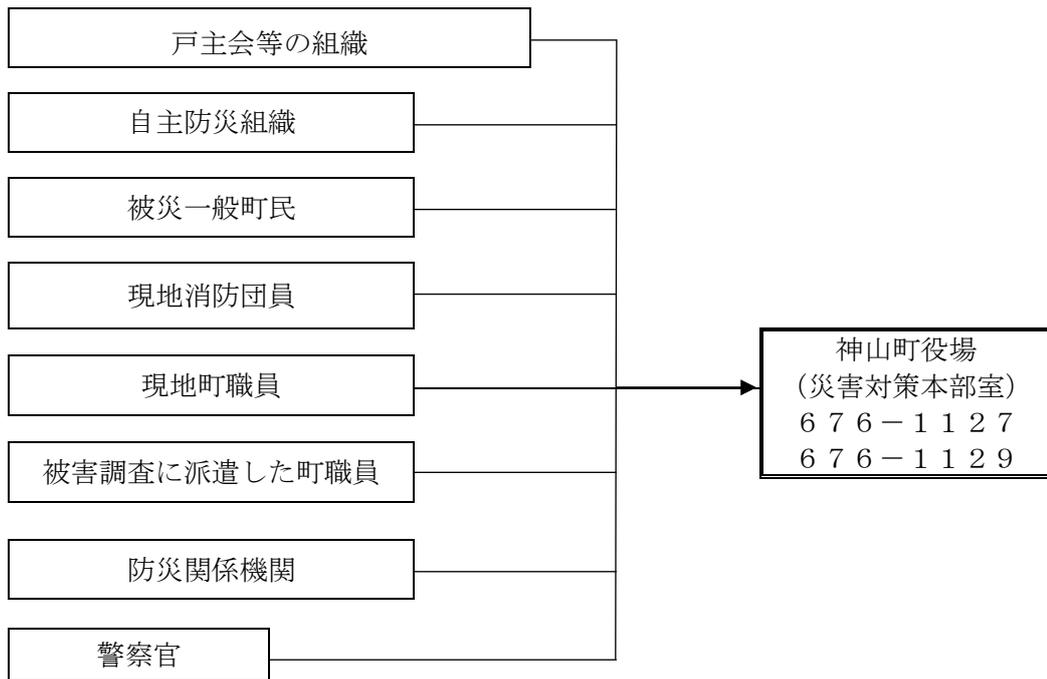 戸主会等の組織
自主防災組織
被災一般町民
現地消防団員
現地町職員
被害調査に派遣した町職員
防災関係機関
警察官
神山町役場
(災害対策本部室)
６７６－１１２７
６７６－１１２９